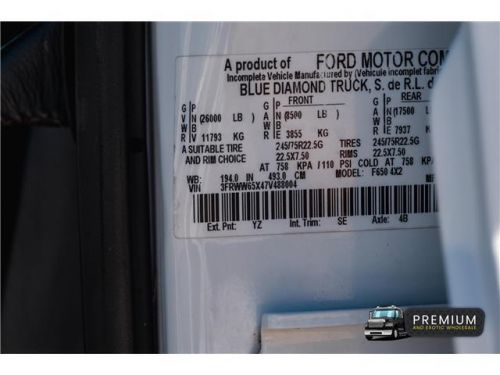 A product of FORD MOTOR COM
Incomplete Vehicle Manufactured by (Vehicule incomplet fabri
BLUE DIAMOND TRUCK, S. de R.L. d
FRONT REAR
G P G P G P
V N (26000 LB ) A N (8500 LB ) A N (17500 L
W B W B W B
R V 11793 KG R V 3855 KG R V 7937 K
A SUITABLE TIRE 245/75R22.5G TIRES 245/75R22.5G
AND RIM CHOICE 22.5X7.50 RIMS 22.5X7.50
AT 758 KPA/110 PSI COLD AT 758 KPA
WB: 194.0 IN 493.0 CM MODEL: F650 4X2
VIN 3FRWW65X47V488004
Ext. Pnt: YZ Int. Trim: SE Axle: 4B
PREMIUM
AND EXOTIC WHOLESALE